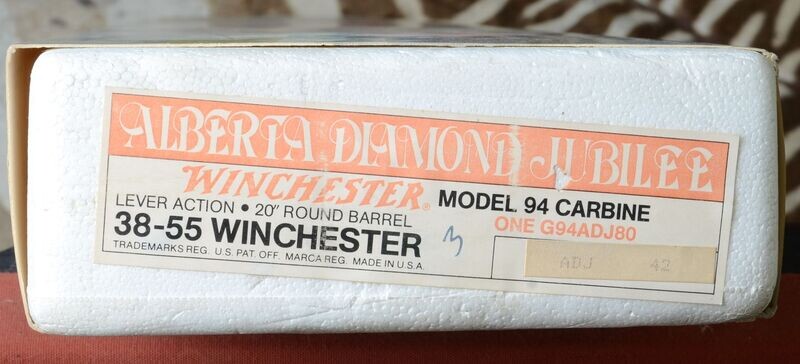 ALBERTA DIAMOND JUBILEE
WINCHESTER®
MODEL 94 CARBINE
LEVER ACTION • 20" ROUND BARREL
ONE G94ADJ80
38-55 WINCHESTER
TRADEMARKS REG. U.S. PAT. OFF. MARCA REG. MADE IN U.S.A.
ADJ 42